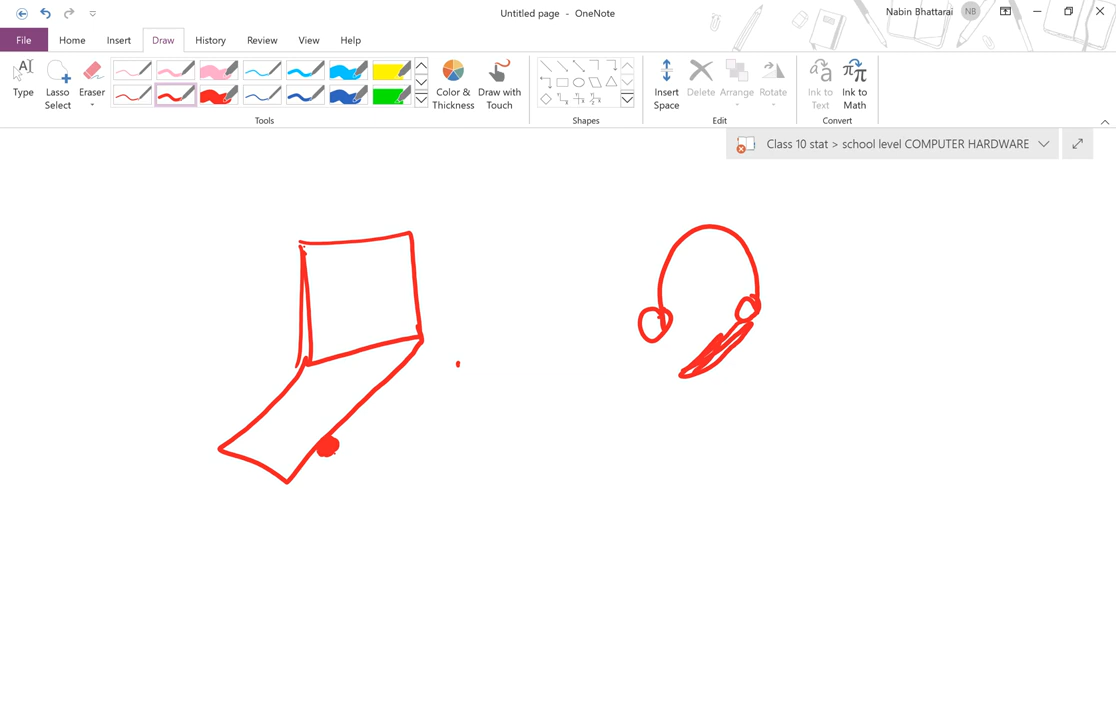 Untitled page - OneNote
Nabin Bhattarai NB
File Home Insert Draw History Review View Help
Type
Lasso Select
Eraser
Color & Thickness
Draw with Touch
Insert Space
Delete
Arrange
Rotate
Ink to Text
Ink to Math
Tools
Shapes
Edit
Convert
Class 10 stat > school level COMPUTER HARDWARE